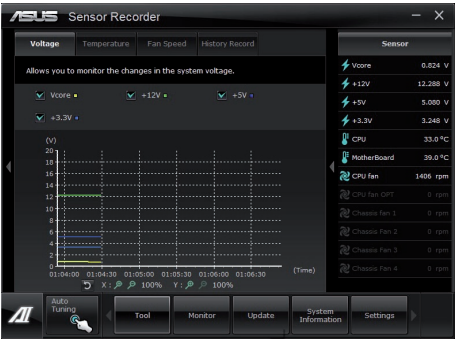 ASUS Sensor Recorder
Voltage Temperature Fan Speed History Record
Allows you to monitor the changes in the system voltage.
Vcore +12V +5V
+3.3V
(V)
20
18
16
14
12
10
8
6
4
2
0
01:04:00 01:04:30 01:05:00 01:05:30 01:06:00 01:06:30 (Time)
X : 100% Y : 100%
Sensor
Vcore 0.824 V
+12V 12.288 V
+5V 5.080 V
+3.3V 3.248 V
CPU 33.0 ºC
MotherBoard 39.0 ºC
CPU fan 1406 rpm
CPU fan OPT 0 rpm
Chassis fan 1 0 rpm
Chassis Fan 2 0 rpm
Chassis Fan 3 0 rpm
Chassis Fan 4 0 rpm
AI Auto Tuning Tool Monitor Update System Information Settings